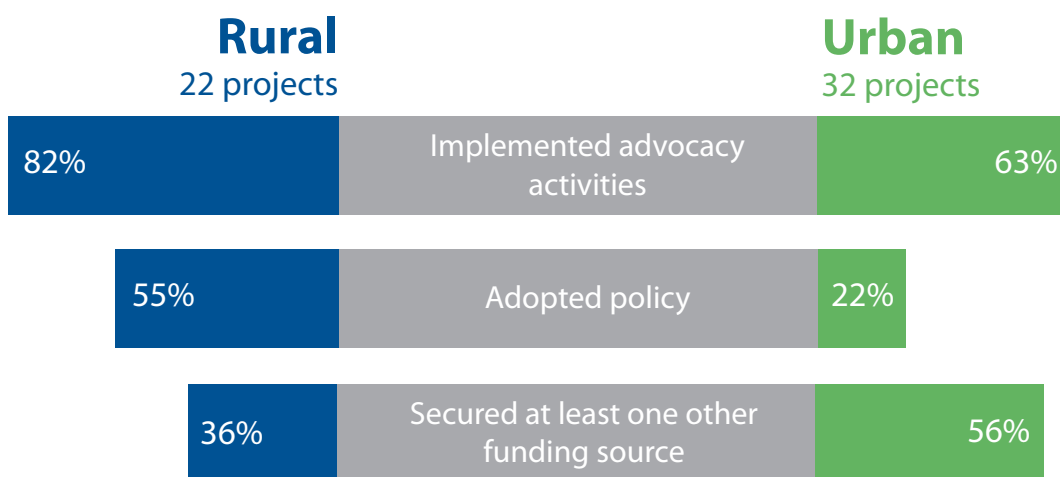 Rural
22 projects
Urban
32 projects
82%
Implemented advocacy
activities
63%
55%
Adopted policy
22%
36%
Secured at least one other
funding source
56%